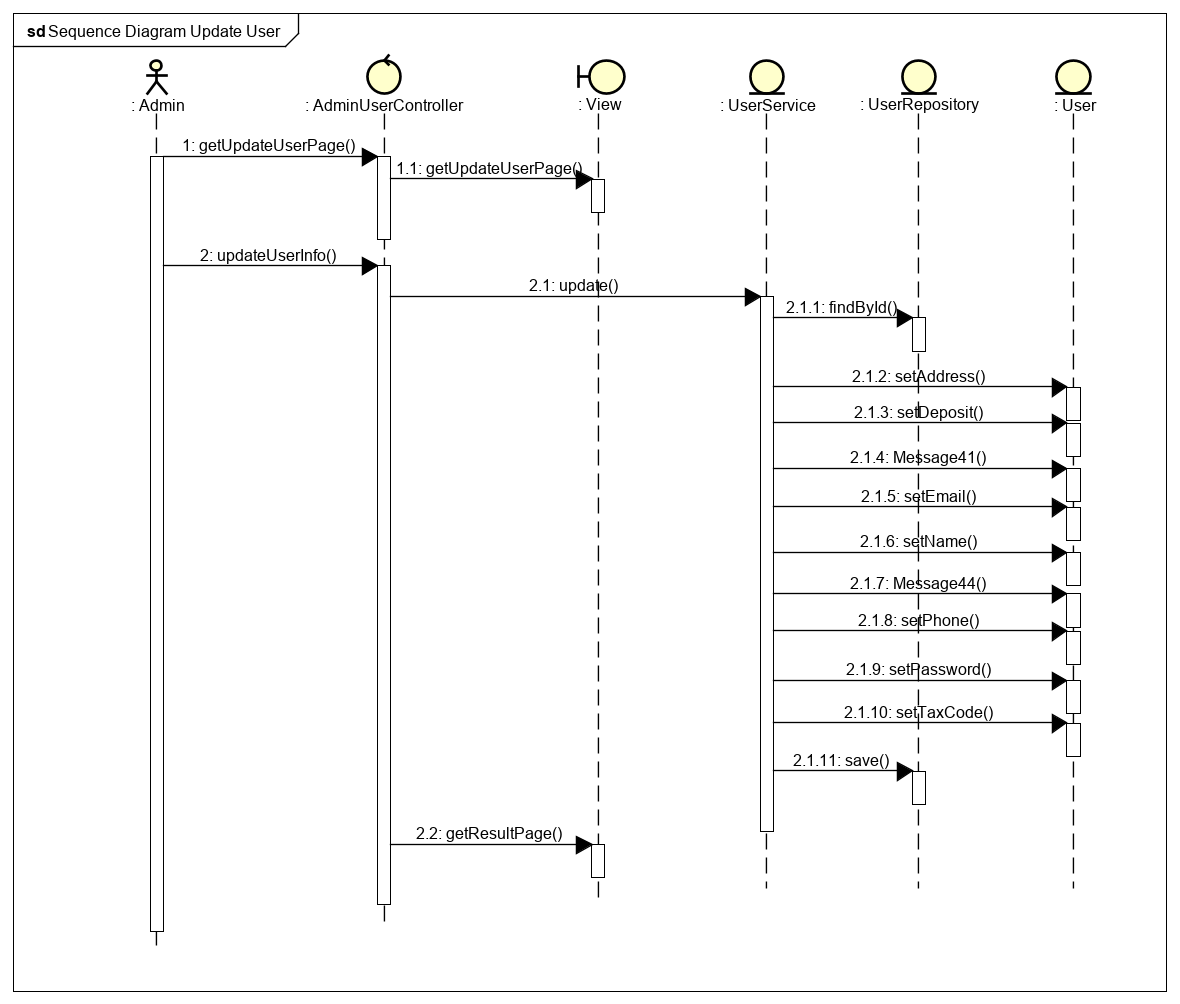 sd Sequence Diagram Update User
: Admin
: AdminUserController
: View
: UserService
: UserRepository
: User
1: getUpdateUserPage()
1.1: getUpdateUserPage()
2: updateUserInfo()
2.1: update()
2.1.1: findById()
2.1.2: setAddress()
2.1.3: setDeposit()
2.1.4: Message41()
2.1.5: setEmail()
2.1.6: setName()
2.1.7: Message44()
2.1.8: setPhone()
2.1.9: setPassword()
2.1.10: setTaxCode()
2.1.11: save()
2.2: getResultPage()